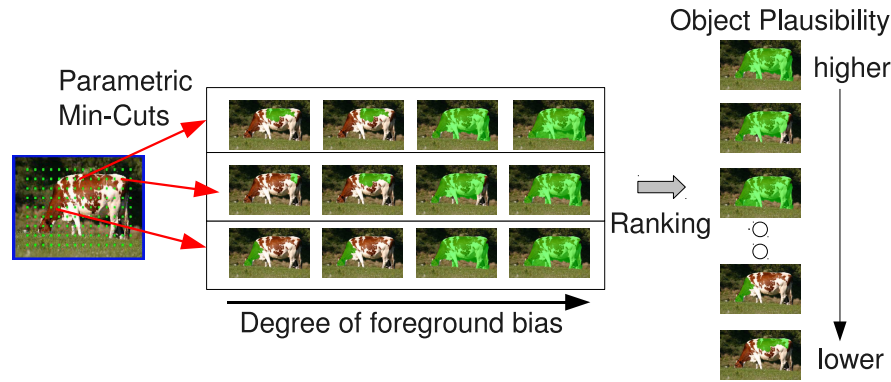 Object Plausibility
Parametric
Min-Cuts
higher
Ranking
Degree of foreground bias
lower